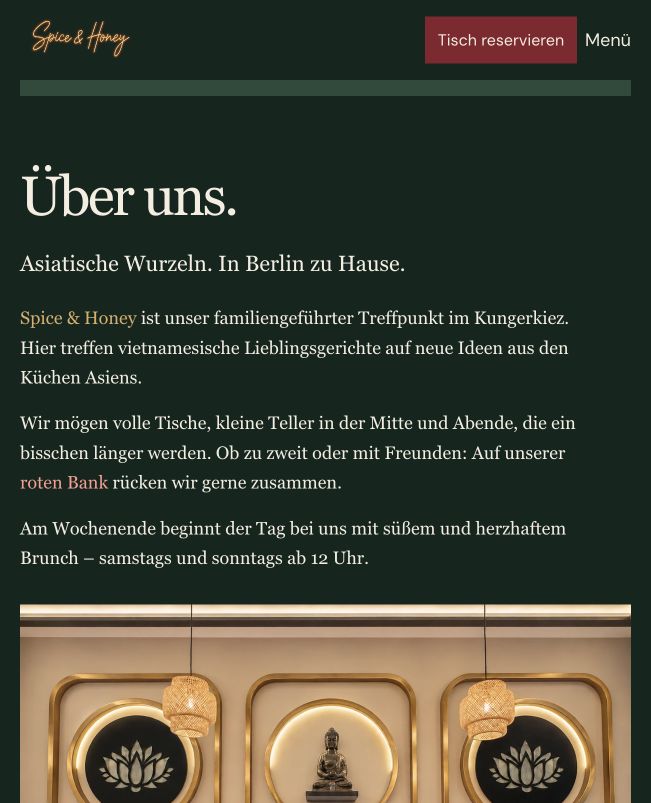 Spice & Honey
Tisch reservieren
Menü
Über uns.
Asiatische Wurzeln. In Berlin zu Hause.
Spice & Honey ist unser familiengeführter Treffpunkt im Kungerkiez.
Hier treffen vietnamesische Lieblingsgerichte auf neue Ideen aus den
Küchen Asiens.
Wir mögen volle Tische, kleine Teller in der Mitte und Abende, die ein
bisschen länger werden. Ob zu zweit oder mit Freunden: Auf unserer
roten Bank rücken wir gerne zusammen.
Am Wochenende beginnt der Tag bei uns mit süßem und herzhaftem
Brunch – samstags und sonntags ab 12 Uhr.